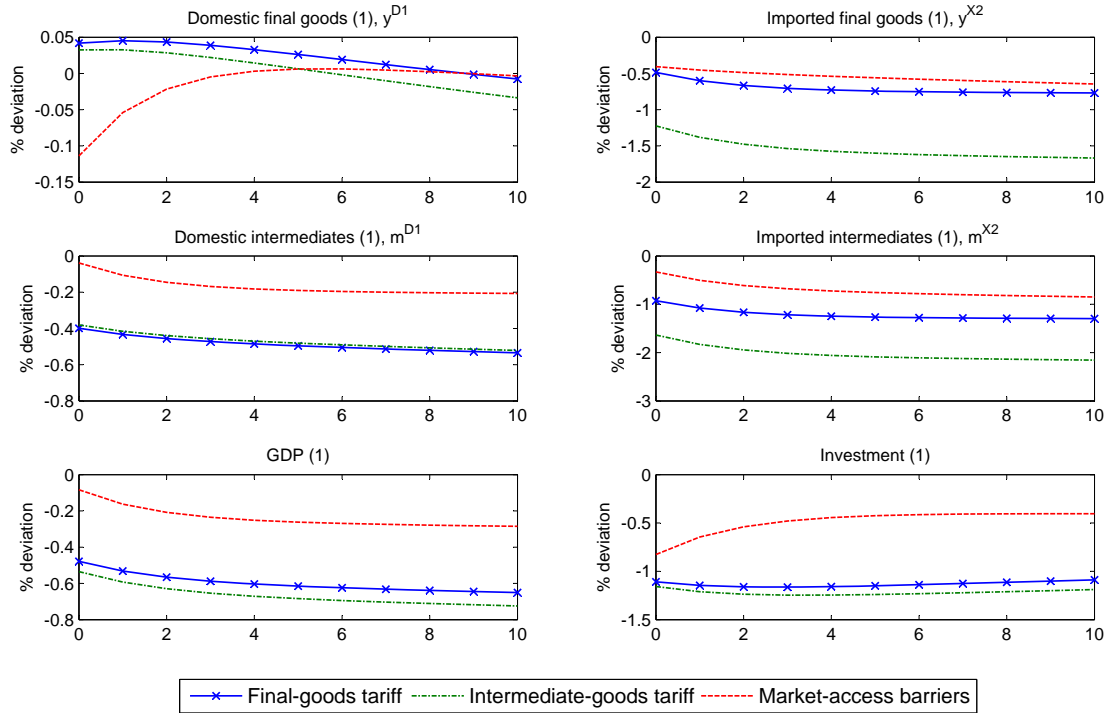 Domestic final goods (1), y^D1
% deviation
0.05
0
-0.05
-0.1
-0.15
0 2 4 6 8 10
Imported final goods (1), y^X2
% deviation
0
-0.5
-1
-1.5
-2
0 2 4 6 8 10
Domestic intermediates (1), m^D1
% deviation
0
-0.2
-0.4
-0.6
-0.8
0 2 4 6 8 10
Imported intermediates (1), m^X2
% deviation
0
-1
-2
-3
0 2 4 6 8 10
GDP (1)
% deviation
0
-0.2
-0.4
-0.6
-0.8
0 2 4 6 8 10
Investment (1)
% deviation
0
-0.5
-1
-1.5
0 2 4 6 8 10
Final-goods tariff
Intermediate-goods tariff
Market-access barriers